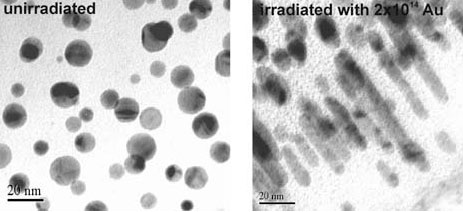 unirradiated
irradiated with 2x10¹⁴ Au
20 nm
20 nm